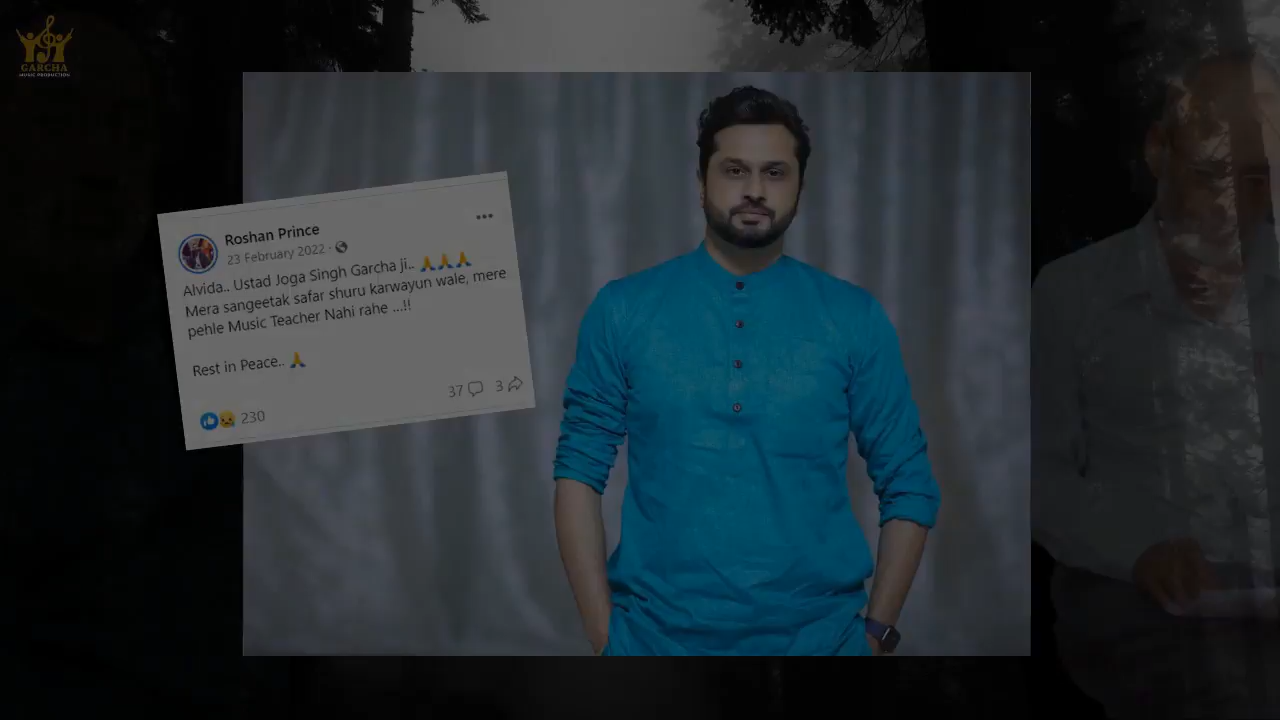 GARCHA
MUSIC PRODUCTION
Roshan Prince
23 February 2022 ·
Alvida.. Ustad Joga Singh Garcha ji.. 🙏🙏🙏
Mera sangeetak safar shuru karwayun wale, mere
pehle Music Teacher Nahi rahe ...!!
Rest in Peace.. 🙏
37 3
230